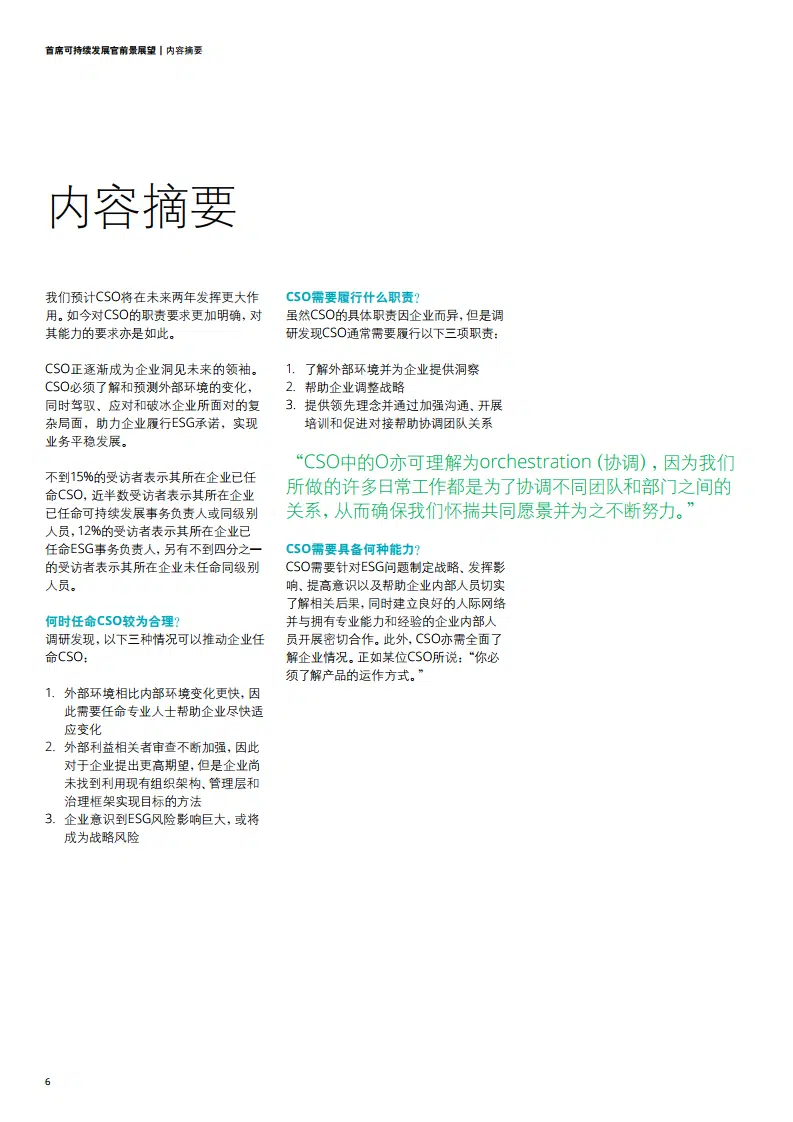 首席可持续发展官前景展望 | 内容摘要
内容摘要
我们预计CSO将在未来两年发挥更大作
用。如今对CSO的职责要求更加明确，对
其能力的要求亦是如此。
CSO正逐渐成为企业洞见未来的领袖。
CSO必须了解和预测外部环境的变化，
同时驾驭、应对和破冰企业所面对的复
杂局面，助力企业履行ESG承诺，实现
业务平稳发展。
不到15%的受访者表示其所在企业已任
命CSO，近半数受访者表示其所在企业
已任命可持续发展事务负责人或同级别
人员，12%的受访者表示其所在企业已
任命ESG事务负责人，另有不到四分之一
的受访者表示其所在企业未任命同级别
人员。
何时任命CSO较为合理？
调研发现，以下三种情况可以推动企业任
命CSO：
1. 外部环境相比内部环境变化更快，因
此需要任命专业人士帮助企业尽快适
应变化
2. 外部利益相关者审查不断加强，因此
对于企业提出更高期望，但是企业尚
未找到利用现有组织架构、管理层和
治理框架实现目标的方法
3. 企业意识到ESG风险影响巨大，或将
成为战略风险
CSO需要履行什么职责？
虽然CSO的具体职责因企业而异，但是调
研发现CSO通常需要履行以下三项职责：
1. 了解外部环境并为企业提供洞察
2. 帮助企业调整战略
3. 提供领先理念并通过加强沟通、开展
培训和促进对接帮助协调团队关系
“CSO中的O亦可理解为orchestration（协调），因为我们
所做的许多日常工作都是为了协调不同团队和部门之间的
关系，从而确保我们怀揣共同愿景并为之不断努力。”
CSO需要具备何种能力？
CSO需要针对ESG问题制定战略、发挥影
响、提高意识以及帮助企业内部人员切实
了解相关后果，同时建立良好的人际网络
并与拥有专业能力和经验的企业内部人
员开展密切合作。此外，CSO亦需全面了
解企业情况。正如某位CSO所说：“你必
须了解产品的运作方式。”
6